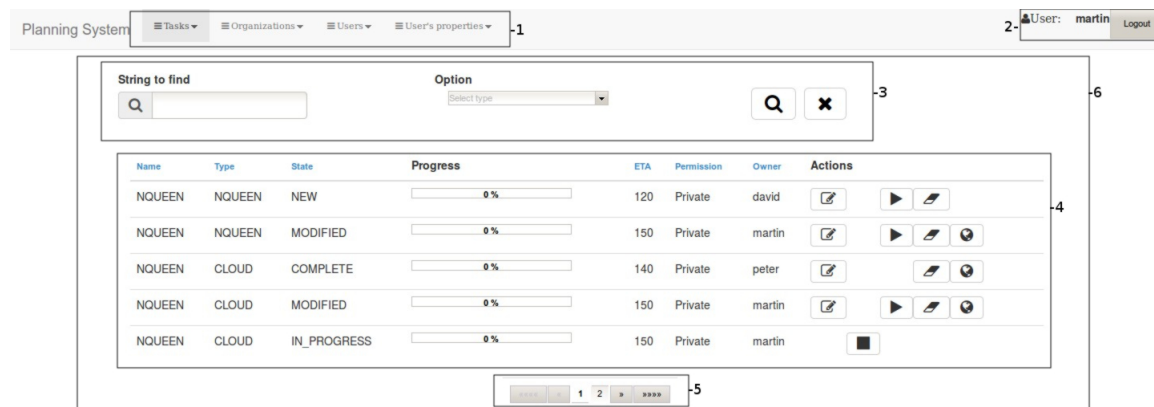 Planning System Tasks Organizations Users User's properties -1 2- User: martin Logout
String to find Option
Select type -3 -6
Name Type State Progress ETA Permission Owner Actions
NQUEEN NQUEEN NEW 0 % 120 Private david
-4
NQUEEN NQUEEN MODIFIED 0 % 150 Private martin
NQUEEN CLOUD COMPLETE 0 % 140 Private peter
NQUEEN CLOUD MODIFIED 0 % 150 Private martin
NQUEEN CLOUD IN_PROGRESS 0 % 150 Private martin
«««« « 1 2 » »»»» -5